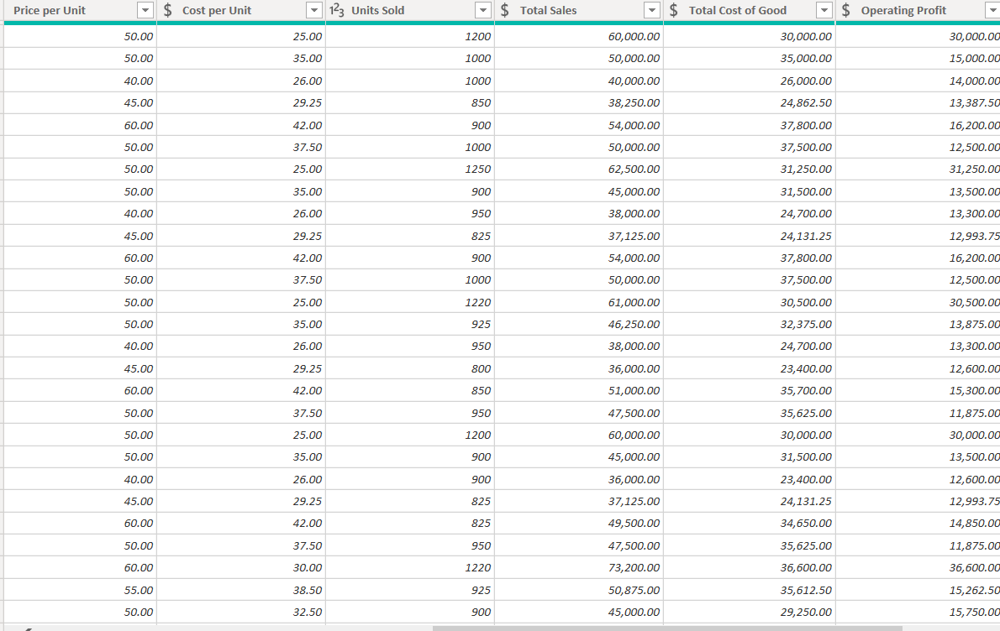 Price per Unit $ Cost per Unit 1²3 Units Sold $ Total Sales $ Total Cost of Good $ Operating Profit
50.00 25.00 1200 60,000.00 30,000.00 30,000.00
50.00 35.00 1000 50,000.00 35,000.00 15,000.00
40.00 26.00 1000 40,000.00 26,000.00 14,000.00
45.00 29.25 850 38,250.00 24,862.50 13,387.50
60.00 42.00 900 54,000.00 37,800.00 16,200.00
50.00 37.50 1000 50,000.00 37,500.00 12,500.00
50.00 25.00 1250 62,500.00 31,250.00 31,250.00
50.00 35.00 900 45,000.00 31,500.00 13,500.00
40.00 26.00 950 38,000.00 24,700.00 13,300.00
45.00 29.25 825 37,125.00 24,131.25 12,993.75
60.00 42.00 900 54,000.00 37,800.00 16,200.00
50.00 37.50 1000 50,000.00 37,500.00 12,500.00
50.00 25.00 1220 61,000.00 30,500.00 30,500.00
50.00 35.00 925 46,250.00 32,375.00 13,875.00
40.00 26.00 950 38,000.00 24,700.00 13,300.00
45.00 29.25 800 36,000.00 23,400.00 12,600.00
60.00 42.00 850 51,000.00 35,700.00 15,300.00
50.00 37.50 950 47,500.00 35,625.00 11,875.00
50.00 25.00 1200 60,000.00 30,000.00 30,000.00
50.00 35.00 900 45,000.00 31,500.00 13,500.00
40.00 26.00 900 36,000.00 23,400.00 12,600.00
45.00 29.25 825 37,125.00 24,131.25 12,993.75
60.00 42.00 825 49,500.00 34,650.00 14,850.00
50.00 37.50 950 47,500.00 35,625.00 11,875.00
60.00 30.00 1220 73,200.00 36,600.00 36,600.00
55.00 38.50 925 50,875.00 35,612.50 15,262.50
50.00 32.50 900 45,000.00 29,250.00 15,750.00